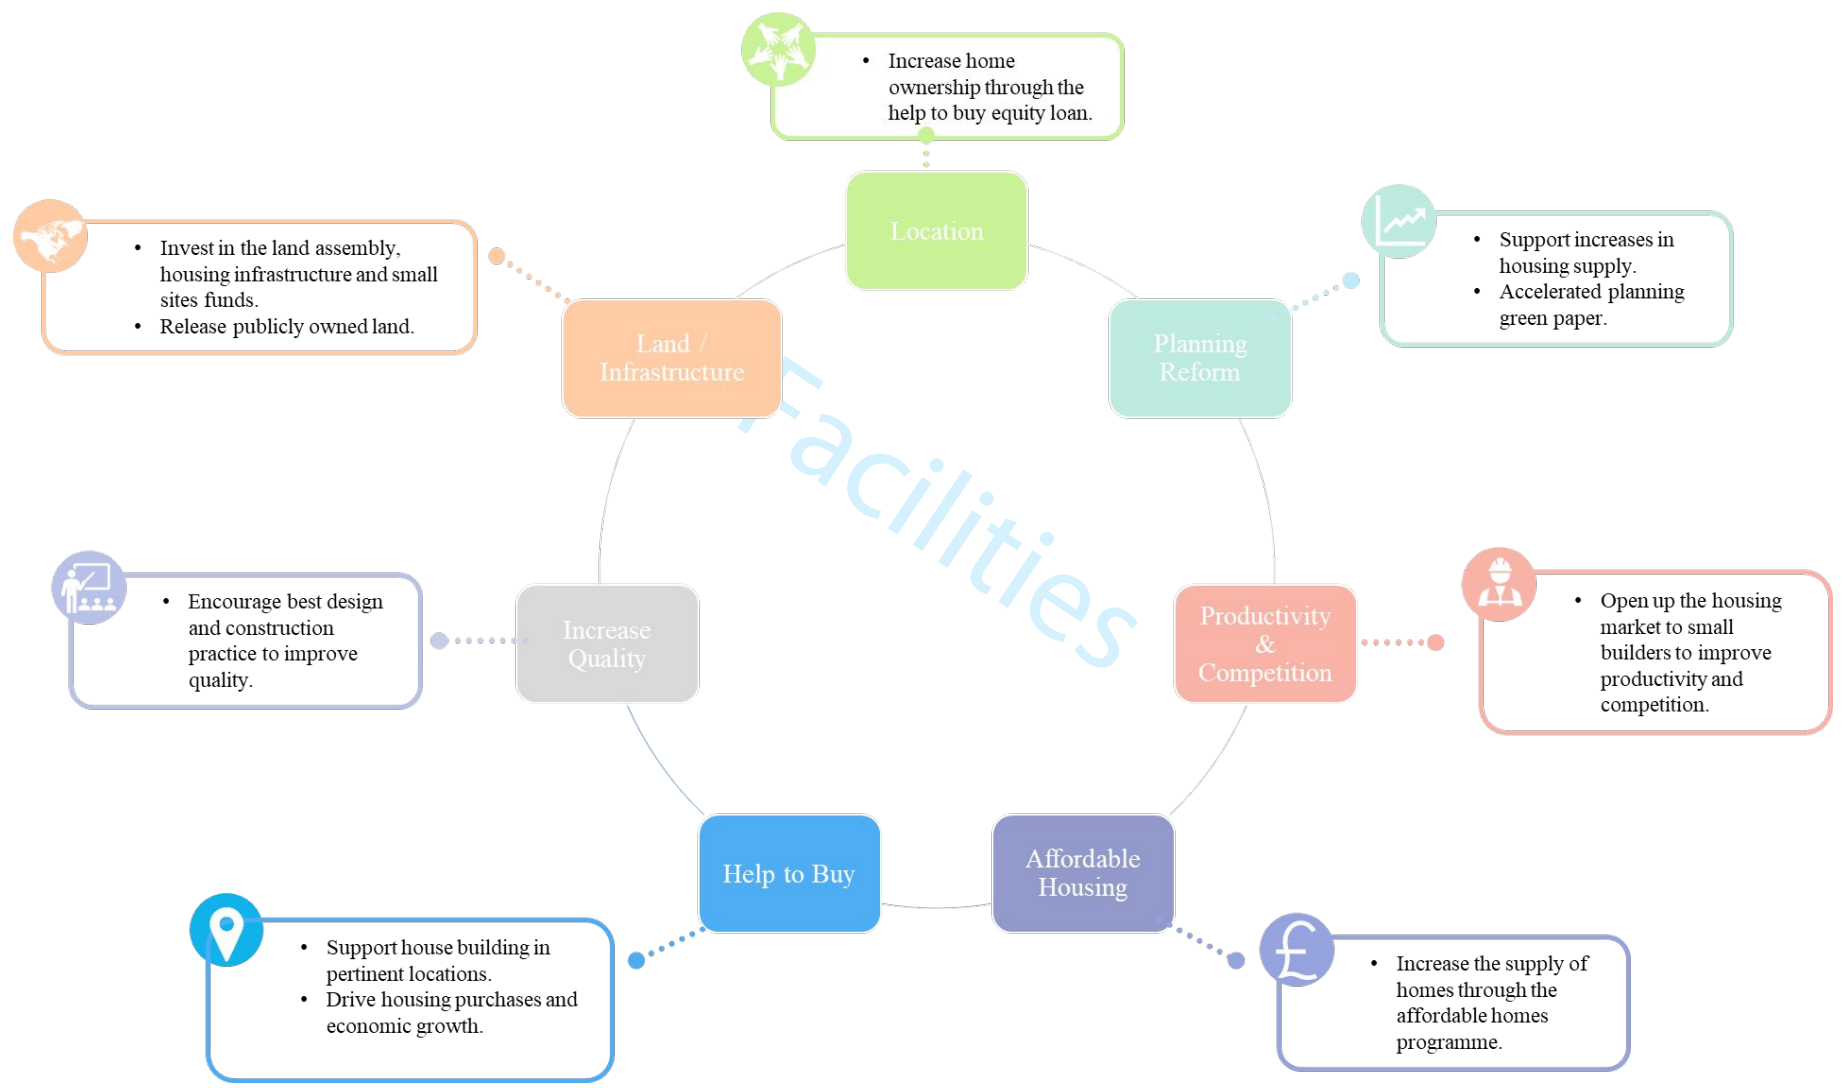 • Increase home
ownership through the
help to buy equity loan.
Location
• Invest in the land assembly,
housing infrastructure and small
sites funds.
• Release publicly owned land.
Land /
Infrastructure
Planning
Reform
• Support increases in
housing supply.
• Accelerated planning
green paper.
Facilities
• Encourage best design
and construction
practice to improve
quality.
Increase
Quality
Productivity
&
Competition
• Open up the housing
market to small
builders to improve
productivity and
competition.
Help to Buy
Affordable
Housing
• Support house building in
pertinent locations.
• Drive housing purchases and
economic growth.
£
• Increase the supply of
homes through the
affordable homes
programme.